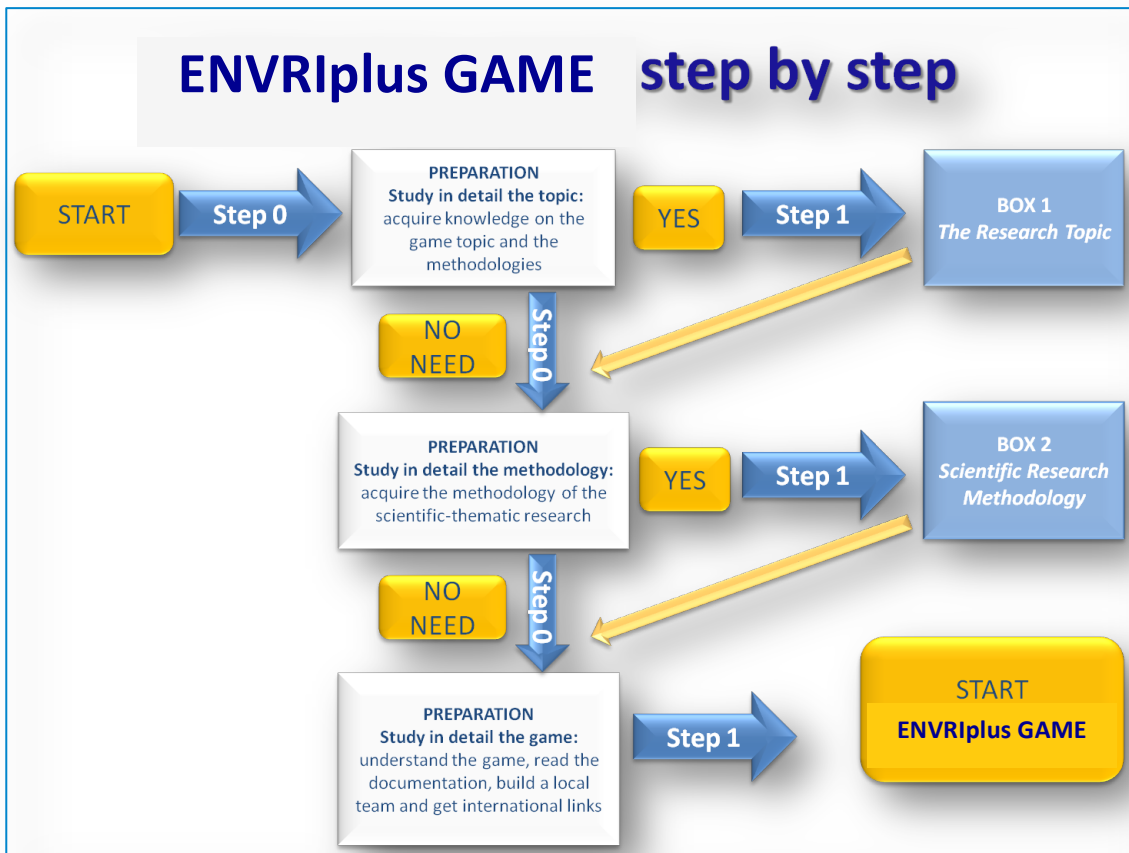 ENVRIplus GAME step by step
START
Step 0
PREPARATION
Study in detail the topic:
acquire knowledge on the
game topic and the
methodologies
YES
Step 1
BOX 1
The Research Topic
NO
NEED
Step 0
PREPARATION
Study in detail the methodology:
acquire the methodology of the
scientific-thematic research
YES
Step 1
BOX 2
Scientific Research
Methodology
NO
NEED
Step 0
PREPARATION
Study in detail the game:
understand the game, read the
documentation, build a local
team and get international links
Step 1
START
ENVRIplus GAME